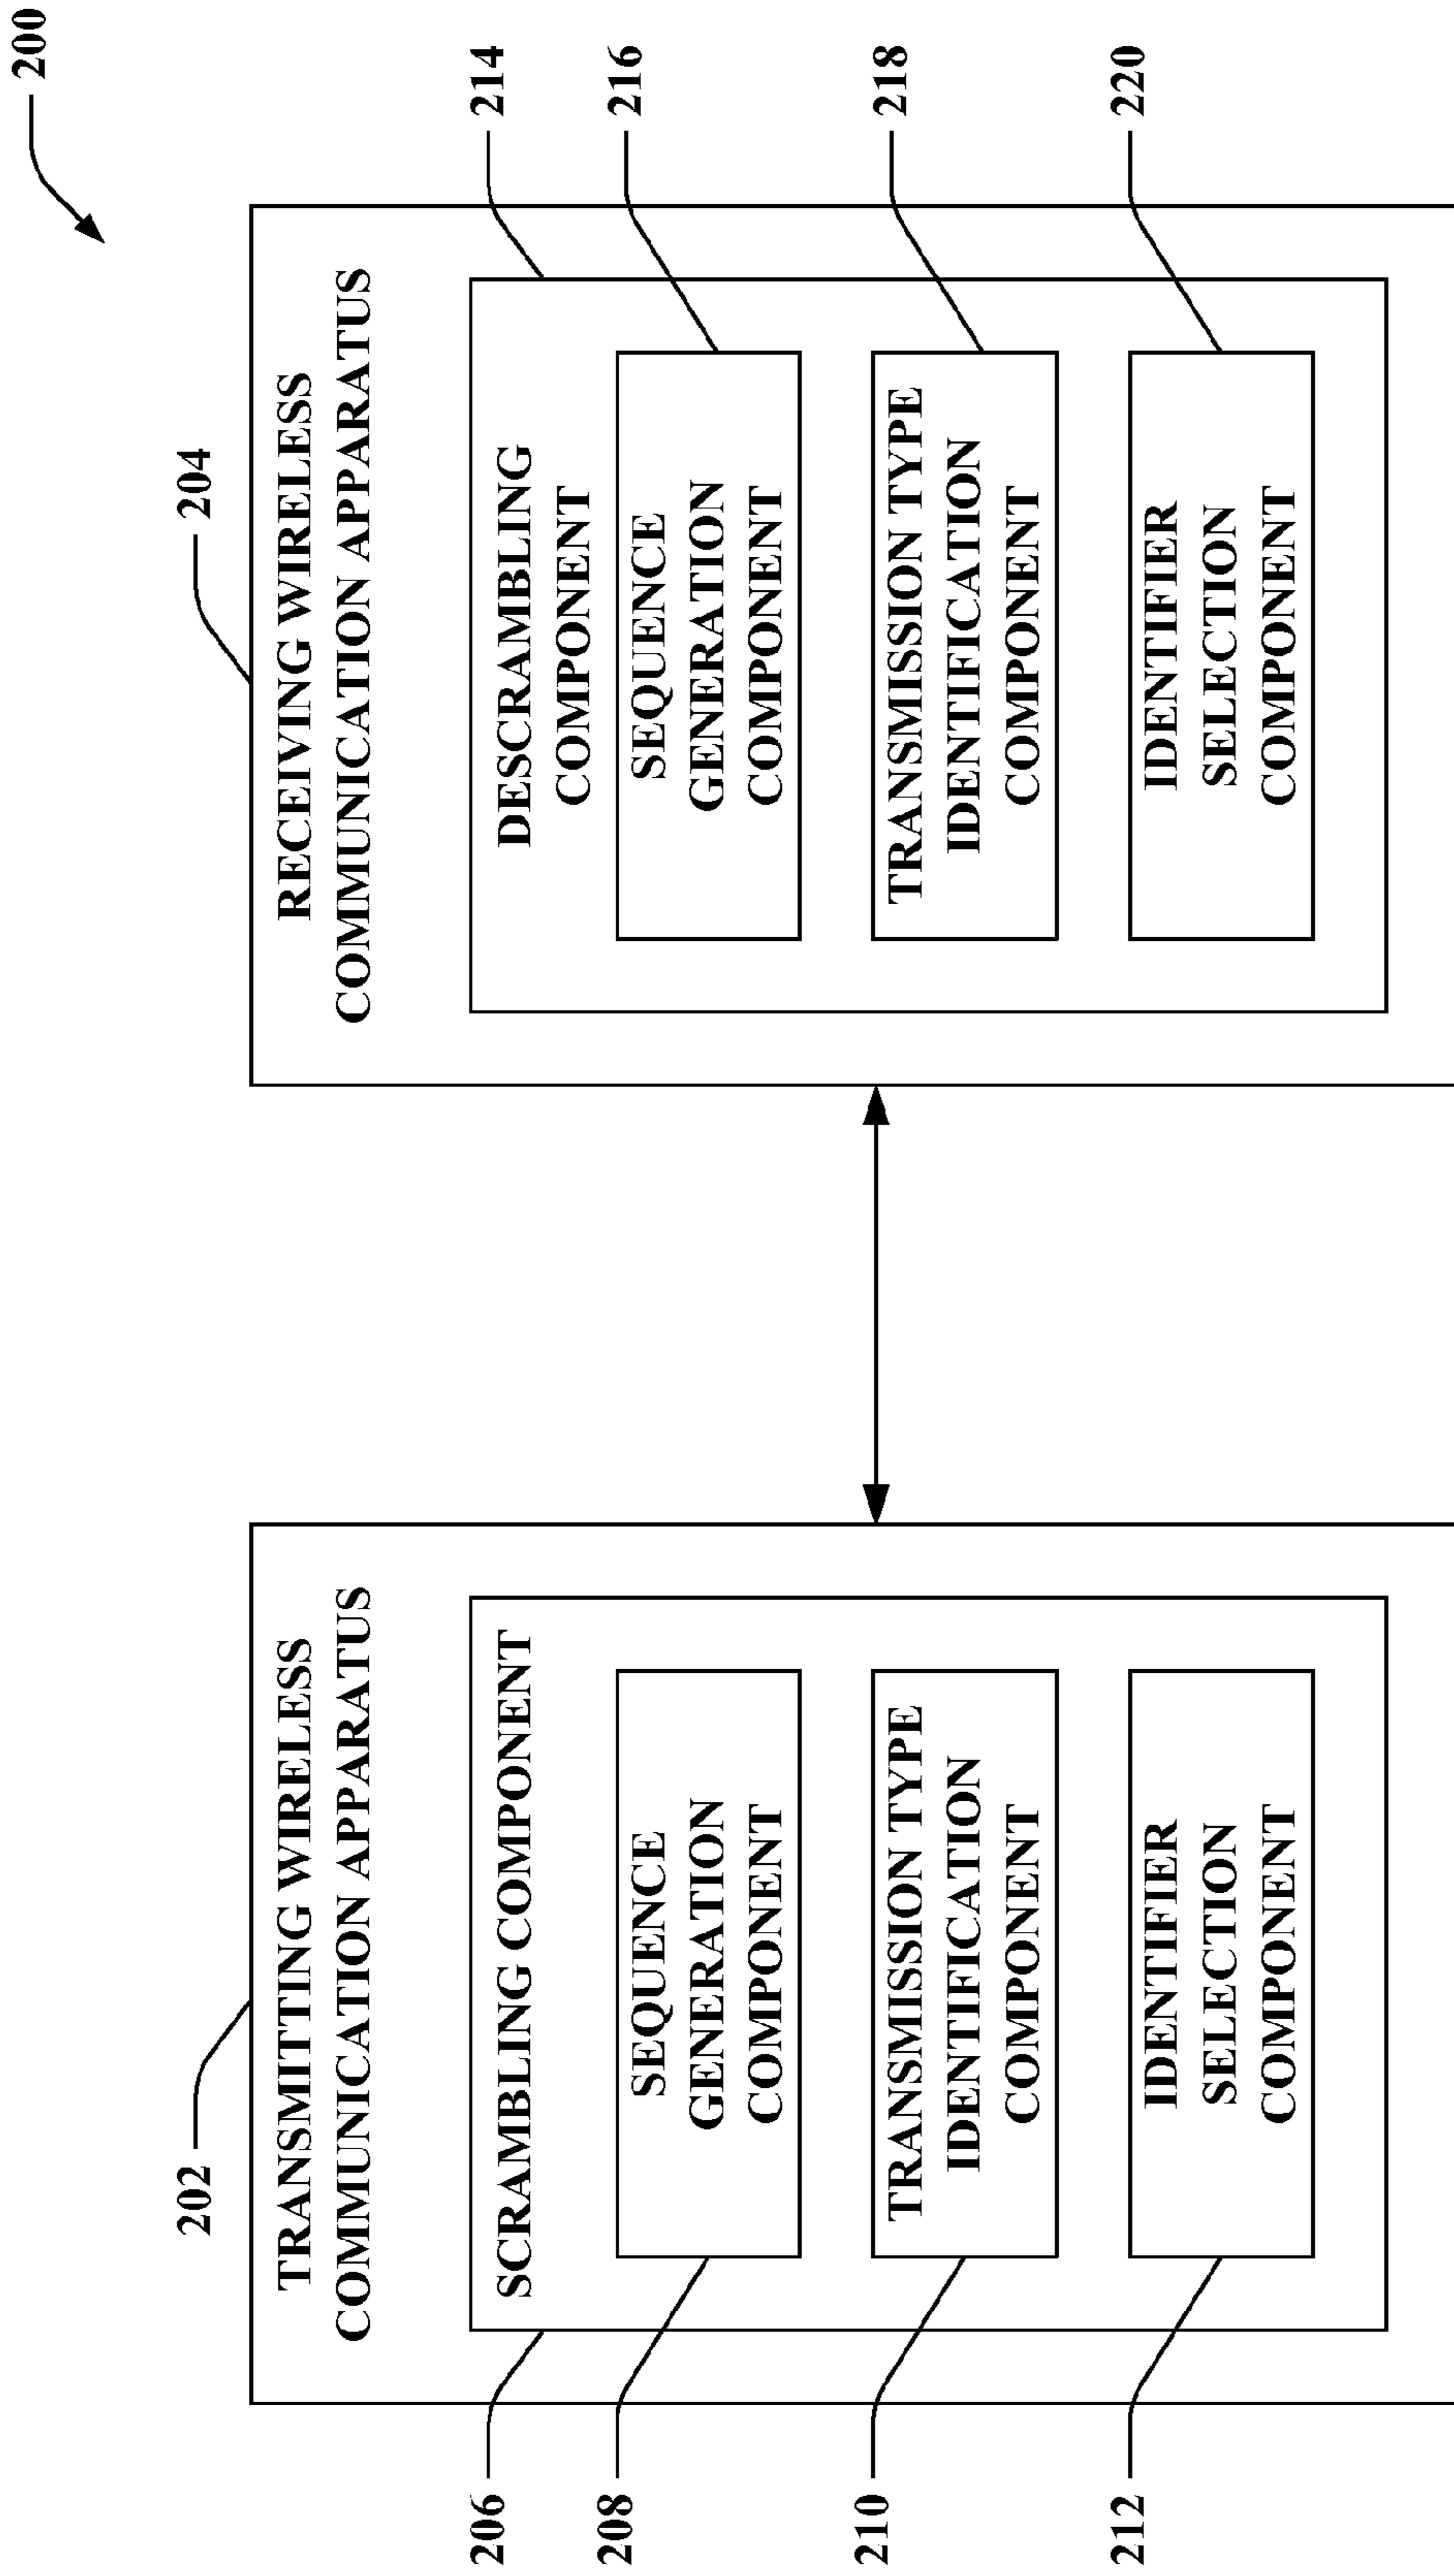 200
202
TRANSMITTING WIRELESS
COMMUNICATION APPARATUS
206
SCRAMBLING COMPONENT
208
SEQUENCE
GENERATION
COMPONENT
210
TRANSMISSION TYPE
IDENTIFICATION
COMPONENT
212
IDENTIFIER
SELECTION
COMPONENT
204
RECEIVING WIRELESS
COMMUNICATION APPARATUS
214
DESCRAMBLING
COMPONENT
216
SEQUENCE
GENERATION
COMPONENT
218
TRANSMISSION TYPE
IDENTIFICATION
COMPONENT
220
IDENTIFIER
SELECTION
COMPONENT